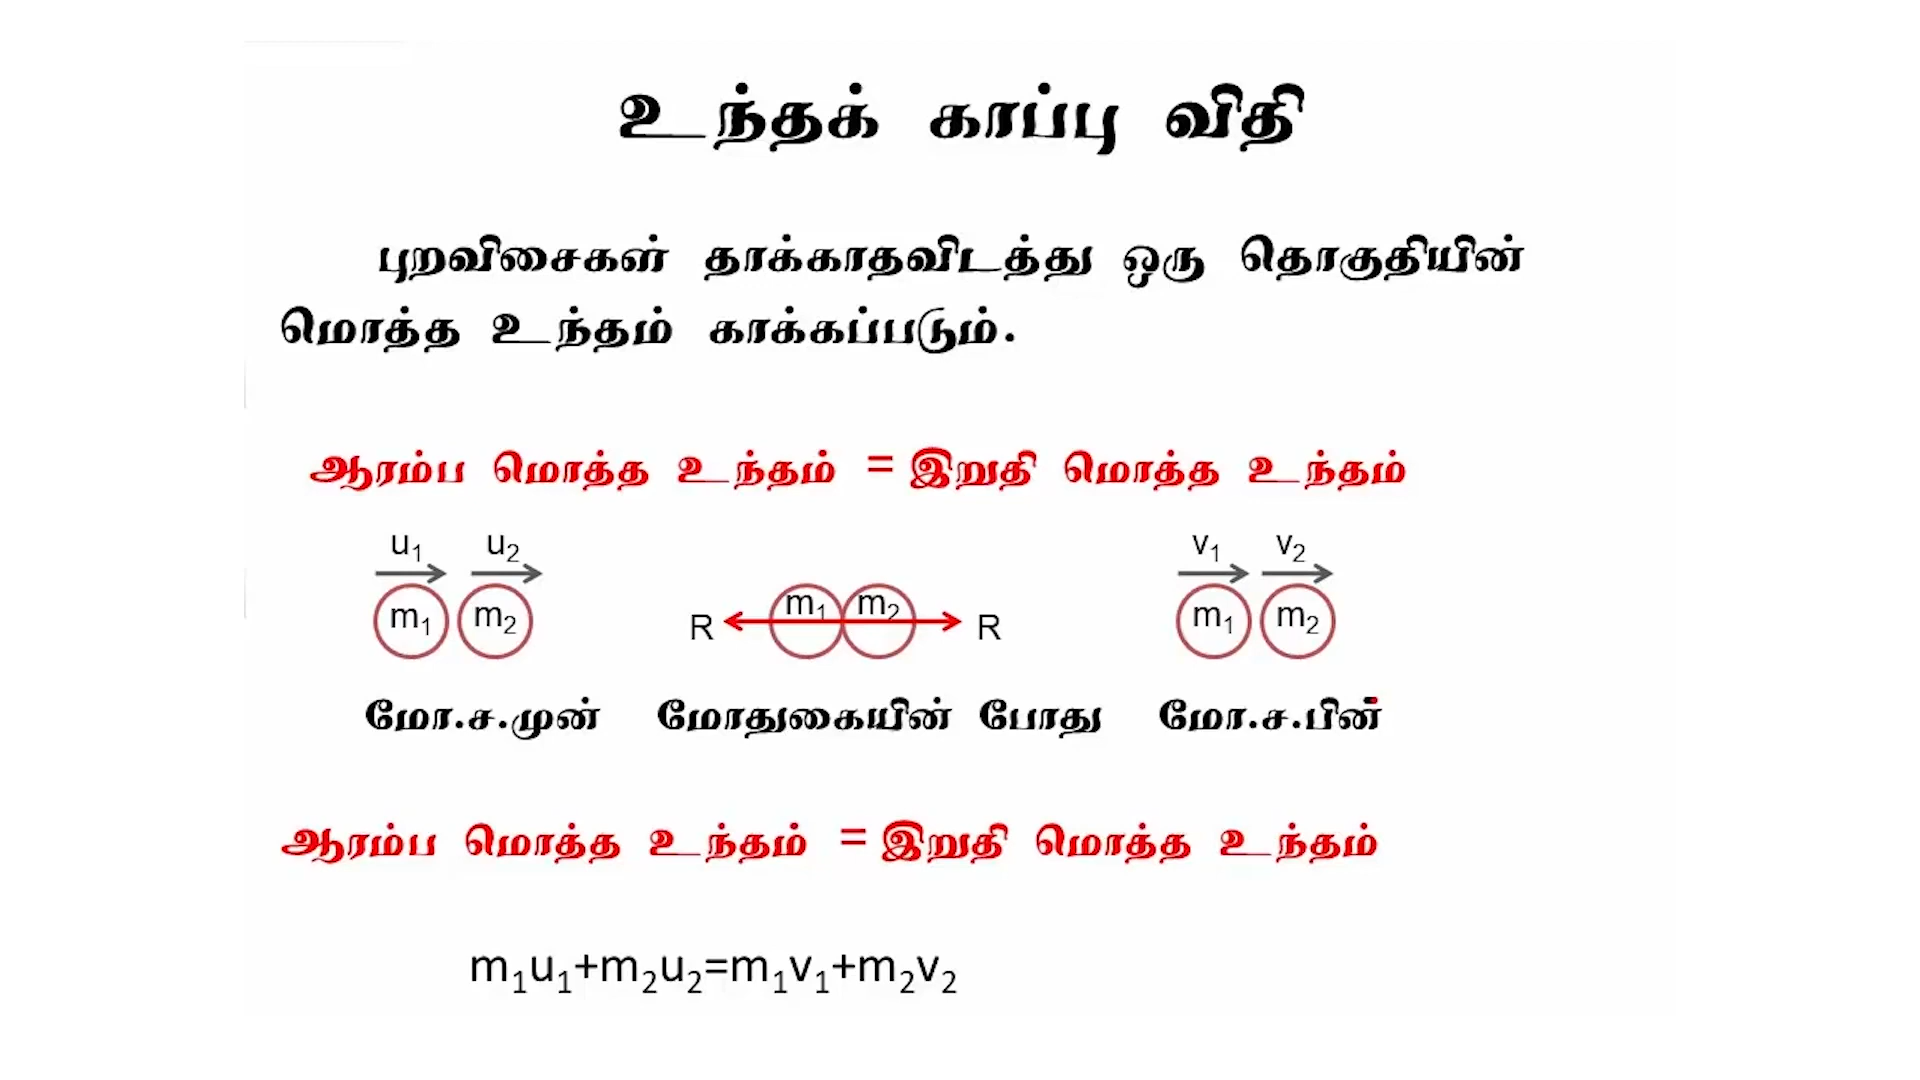 உந்தக் காப்பு விதி
புறவிசைகள் தாக்காதவிடத்து ஒரு தொகுதியின்
மொத்த உந்தம் காக்கப்படும்.
ஆரம்ப மொத்த உந்தம் = இறுதி மொத்த உந்தம்
u₁ u₂ v₁ v₂
m₁ m₂ R m₁ m₂ R m₁ m₂
மோ.ச.முன் மோதுகையின் போது மோ.ச.பின்
ஆரம்ப மொத்த உந்தம் = இறுதி மொத்த உந்தம்
m₁u₁+m₂u₂=m₁v₁+m₂v₂